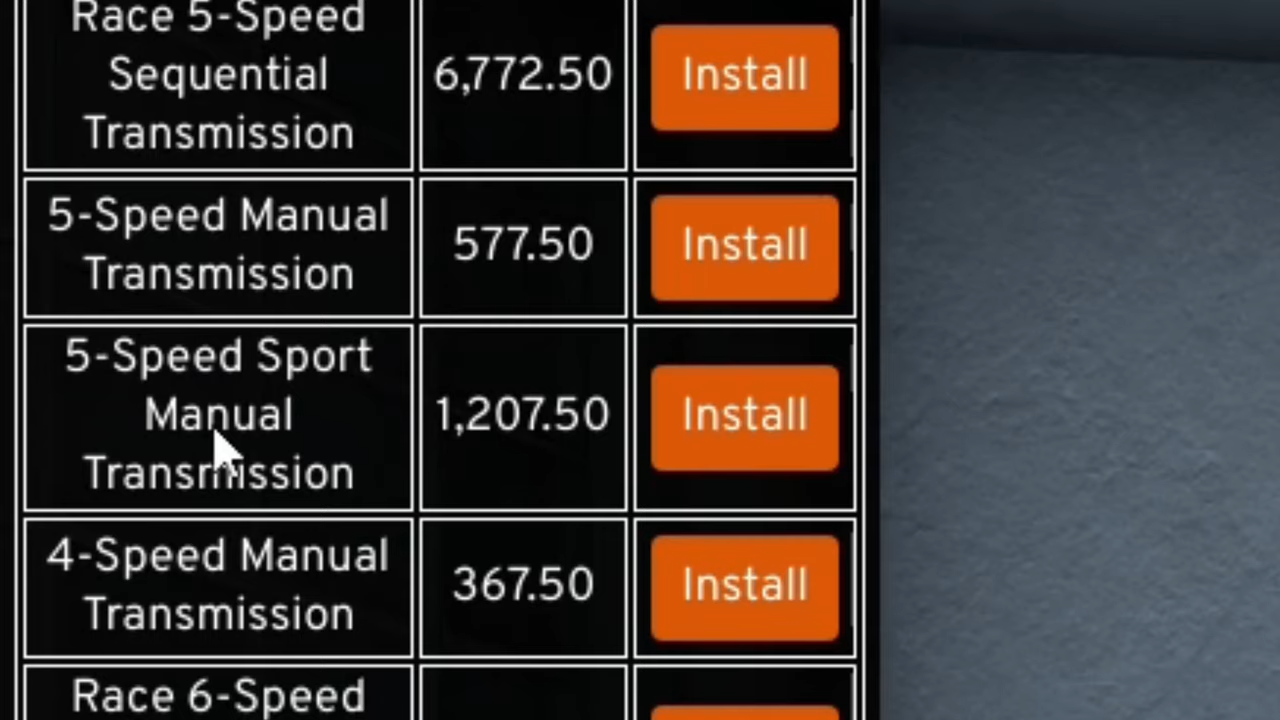 Race 5-Speed
Sequential
Transmission
6,772.50
Install
5-Speed Manual
Transmission
577.50
Install
5-Speed Sport
Manual
Transmission
1,207.50
Install
4-Speed Manual
Transmission
367.50
Install
Race 6-Speed